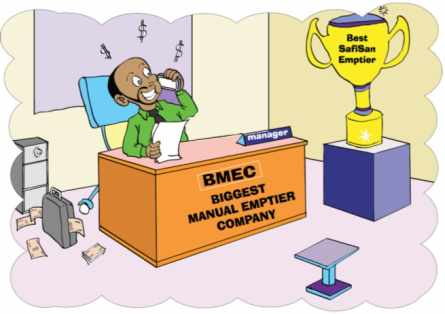 $
$
$
Best
SafiSan
Emptier
manager
BMEC
BIGGEST
MANUAL EMPTIER
COMPANY